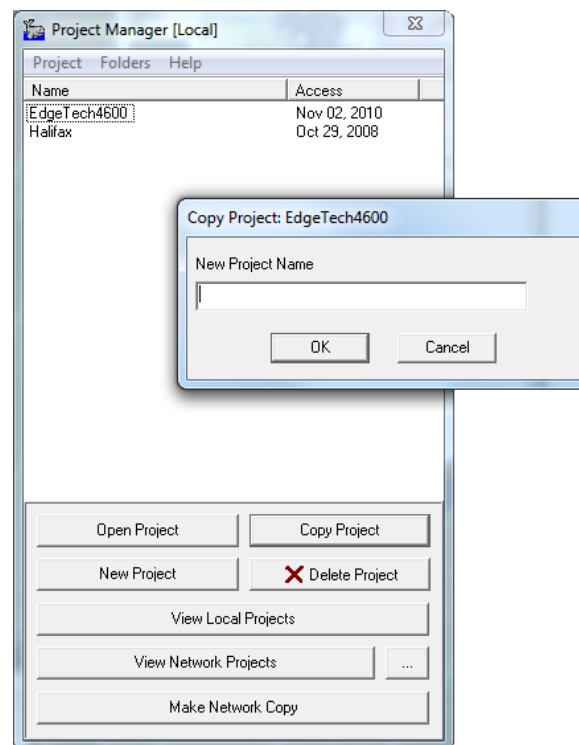 Project Manager [Local]
Project Folders Help
Name Access
EdgeTech4600 Nov 02, 2010
Halifax Oct 29, 2008
Copy Project: EdgeTech4600
New Project Name
OK Cancel
Open Project Copy Project
New Project Delete Project
View Local Projects
View Network Projects ...
Make Network Copy